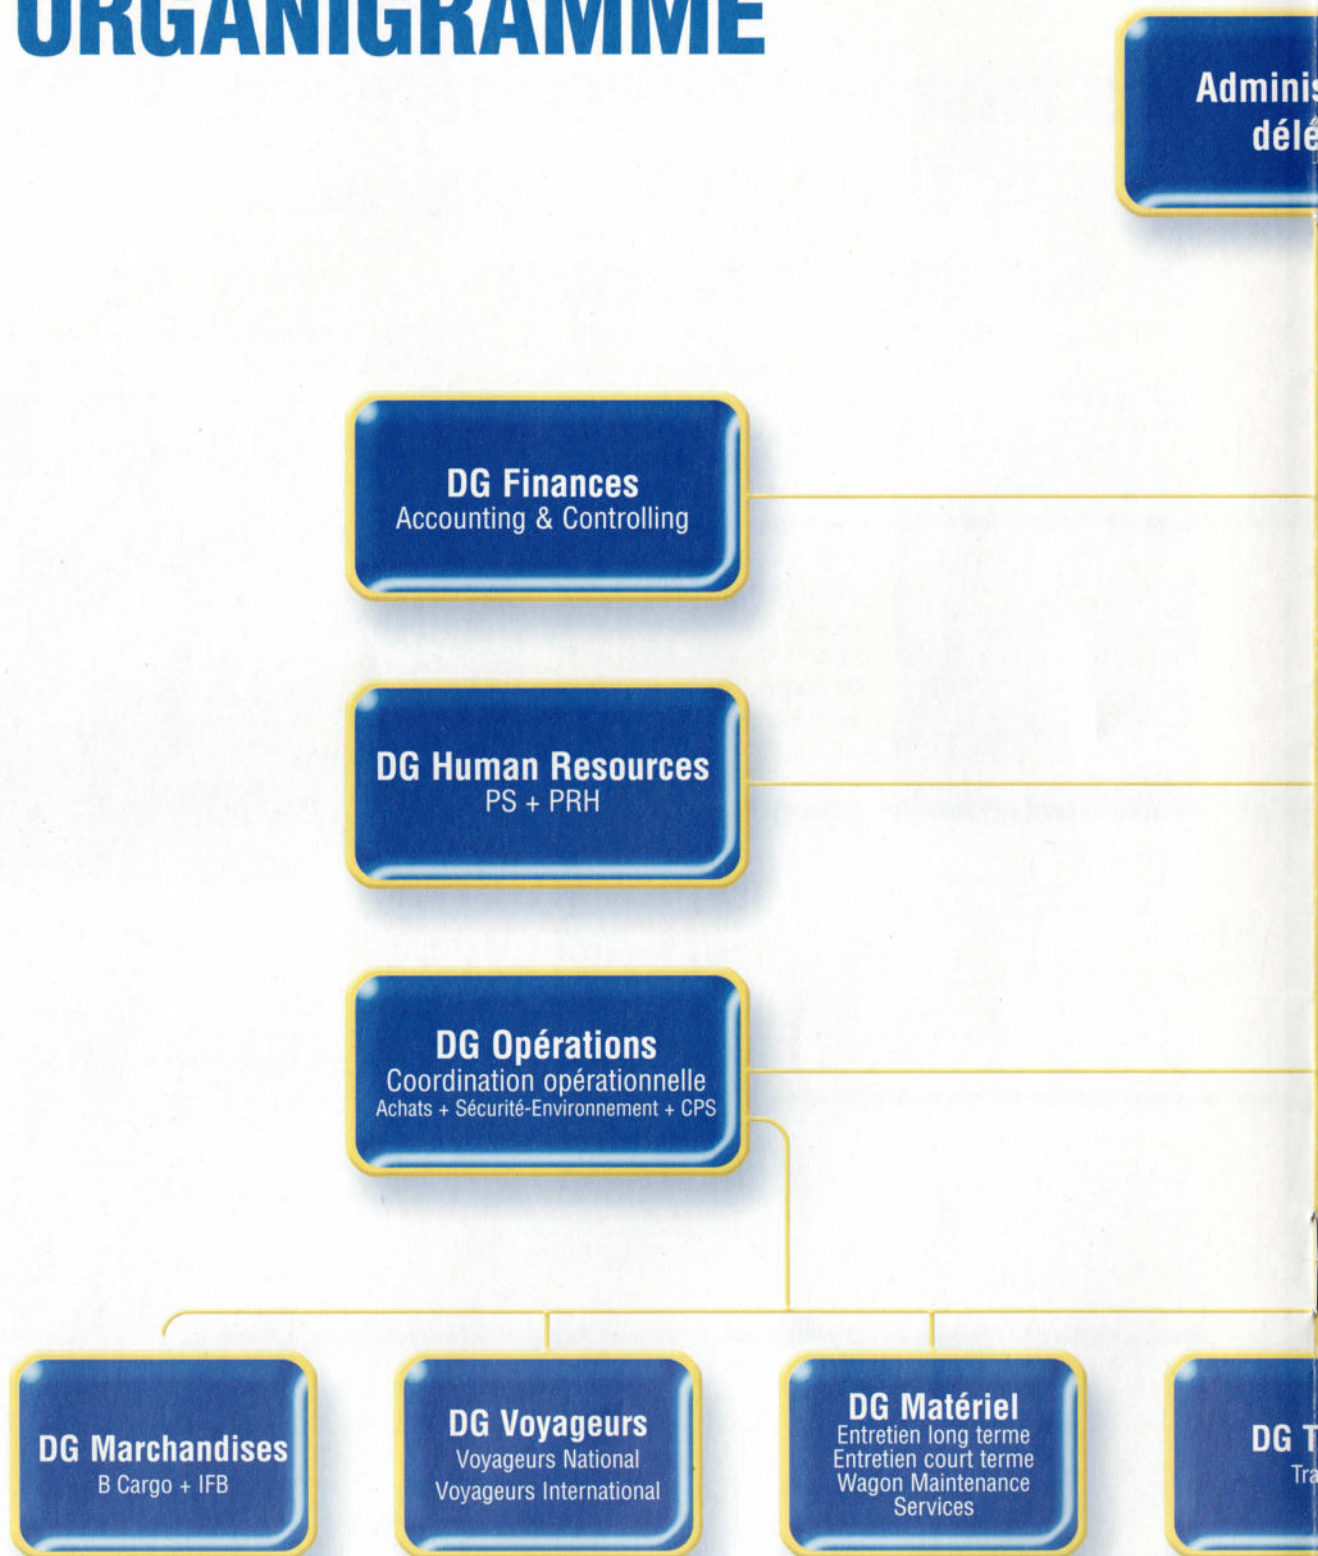 ORGANIGRAMME
DG Finances
Accounting & Controlling
DG Human Resources
PS + PRH
DG Opérations
Coordination opérationnelle
Achats + Sécurité-Environnement + CPS
DG Marchandises
B Cargo + IFB
DG Voyageurs
Voyageurs National
Voyageurs International
DG Matériel
Entretien long terme
Entretien court terme
Wagon Maintenance
Services
DG